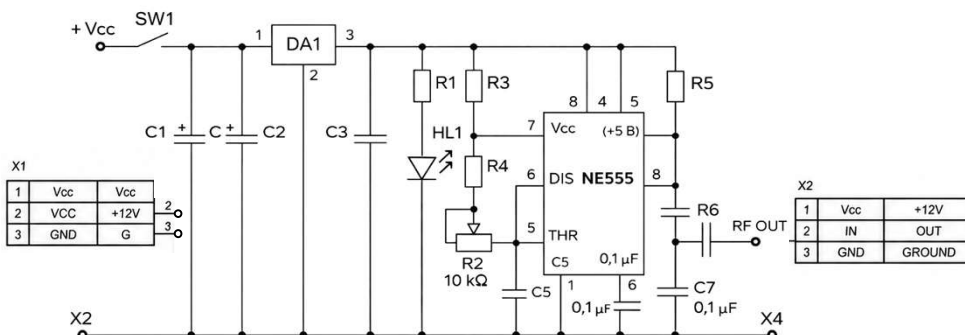 SW1
+ Vcc
1
DA1
3
2
R1
R3
R5
8
4
5
C1
+
C
+
C2
C3
HL1
7
Vcc
(+5 B)
R4
6
DIS
NE555
8
5
THR
R2
10 kΩ
C5
C5
0,1 µF
1
6
0,1 µF
R6
RF OUT
C7
0,1 µF
X1
1 Vcc Vcc
2 VCC +12V
3 GND G
2
3
X2
1 Vcc +12V
2 IN OUT
3 GND GROUND
X2
X4